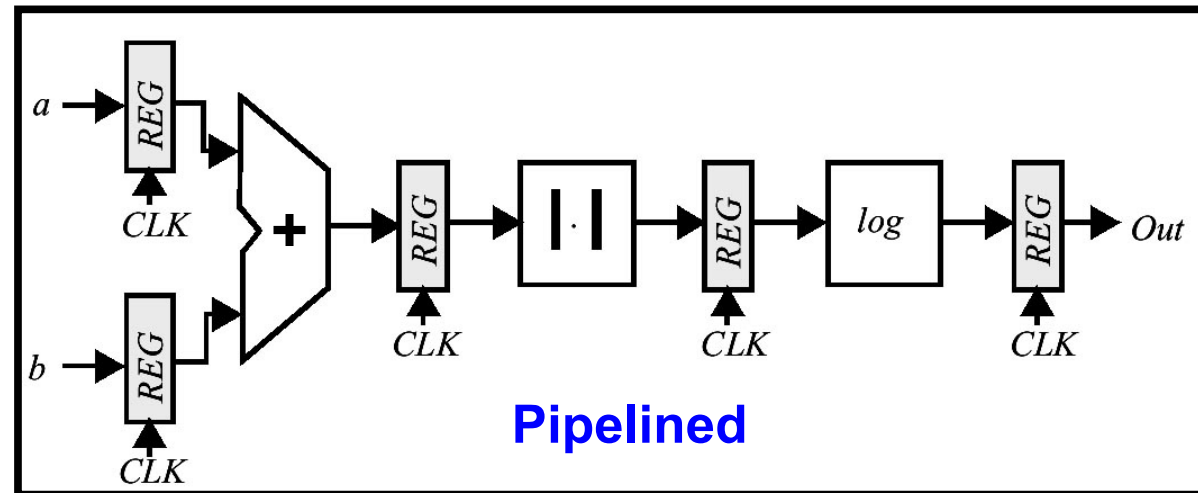 a
REG
CLK
b
REG
CLK
+
REG
CLK
|·|
REG
CLK
log
REG
CLK
Out
Pipelined